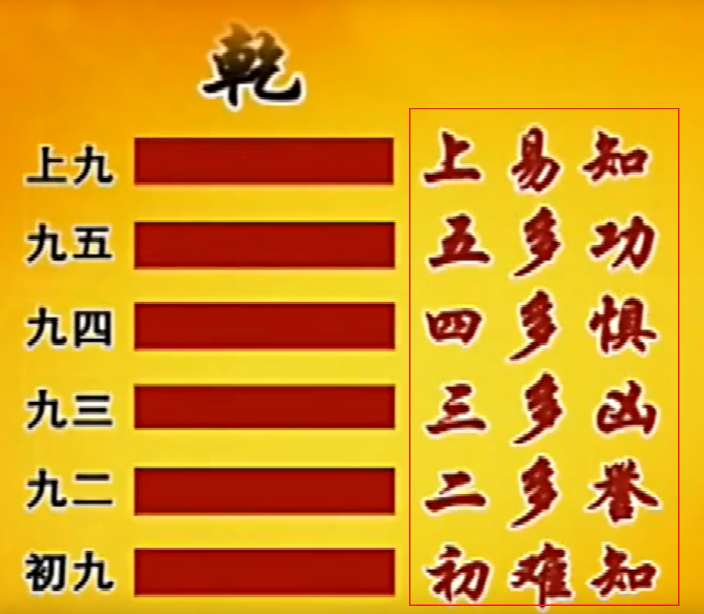 乾
上九 上易知
九五 五多功
九四 四多惧
九三 三多凶
九二 二多誉
初九 初难知